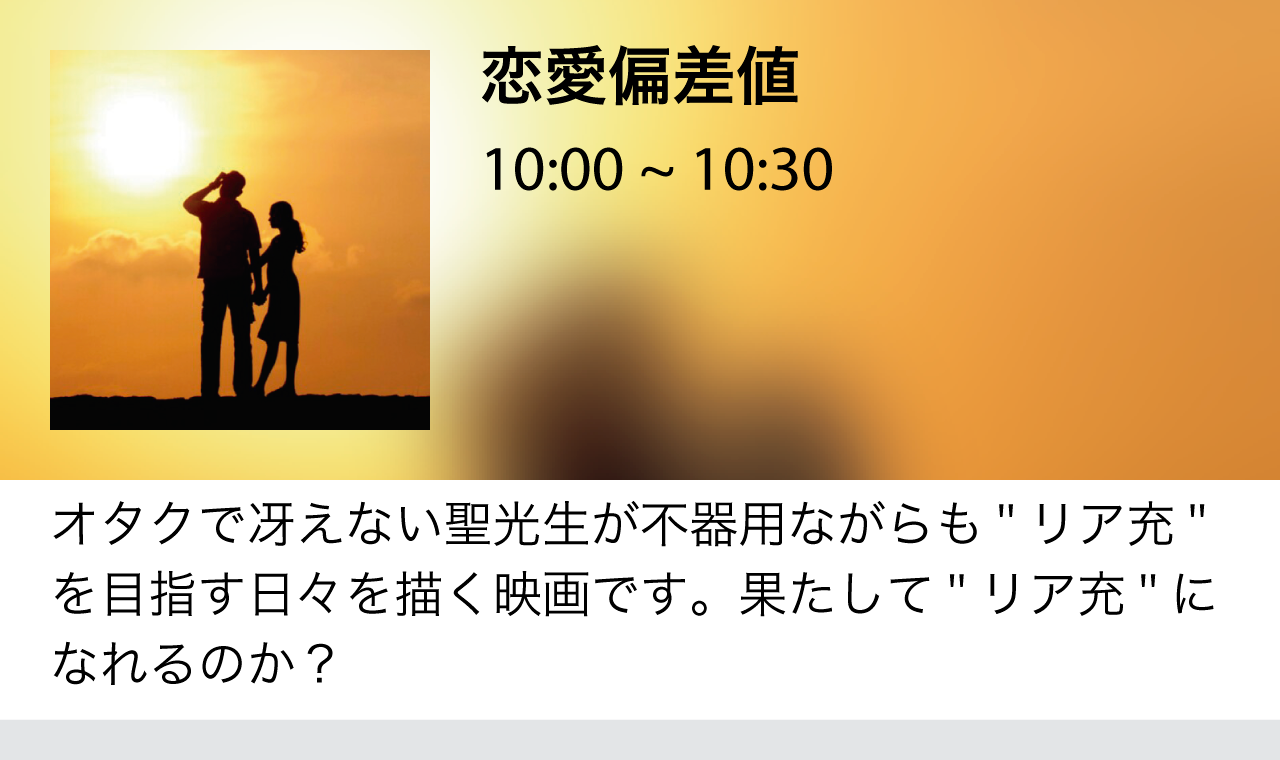 恋愛偏差値
10:00 ~ 10:30
オタクで冴えない聖光生が不器用ながらも " リア充 "
を目指す日々を描く映画です。果たして " リア充 " に
なれるのか？